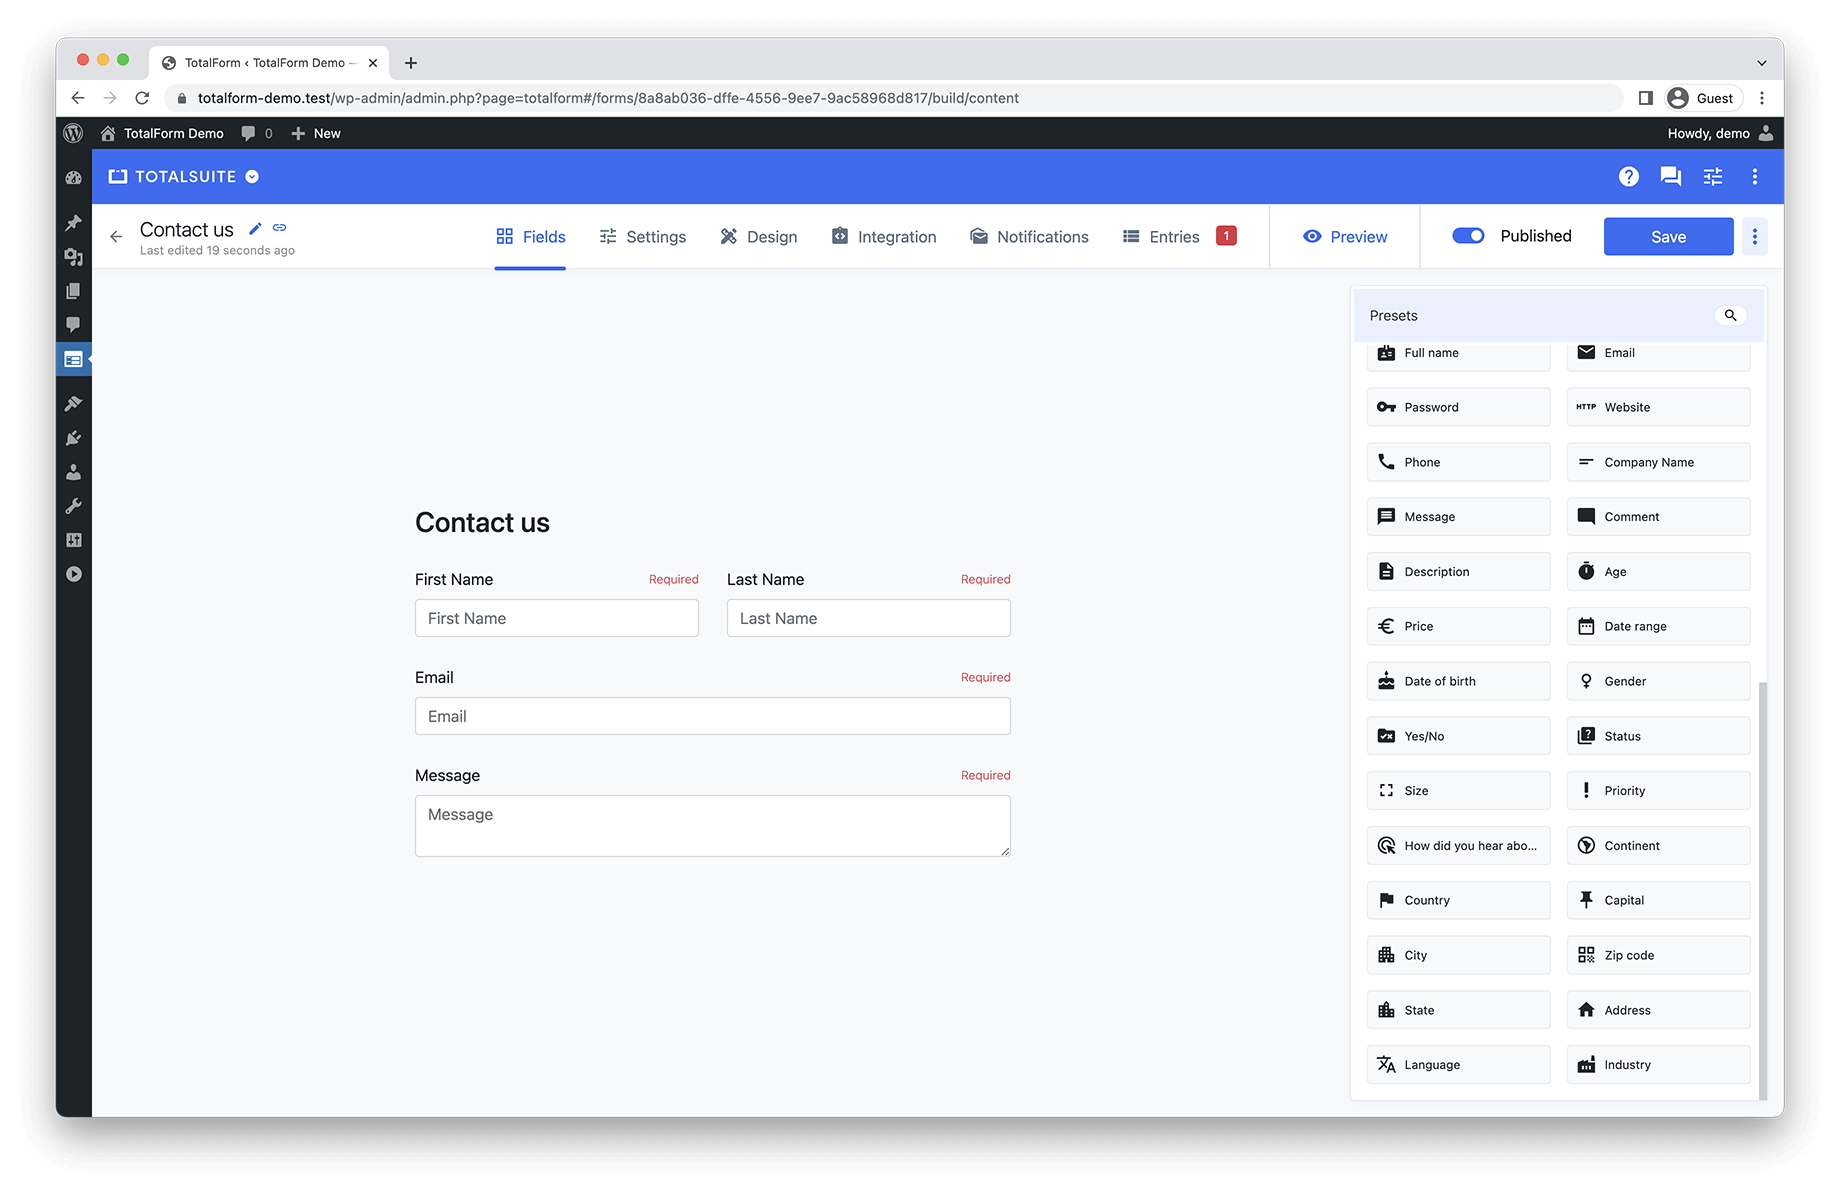 TotalForm ‹ TotalForm Demo —
totalform-demo.test/wp-admin/admin.php?page=totalform#/forms/8a8ab036-dffe-4556-9ee7-9ac58968d817/build/content
Guest
TotalForm Demo 0 New
Howdy, demo
TOTALSUITE
Contact us
Last edited 19 seconds ago
Fields Settings Design Integration Notifications Entries 1
Preview
Published
Save
Presets
Full name Email
Password HTTP Website
Phone Company Name
Message Comment
Description Age
Price Date range
Date of birth Gender
Yes/No Status
Size Priority
How did you hear abo... Continent
Country Capital
City Zip code
State Address
Language Industry
Contact us
First Name Required Last Name Required
First Name Last Name
Email Required
Email
Message Required
Message